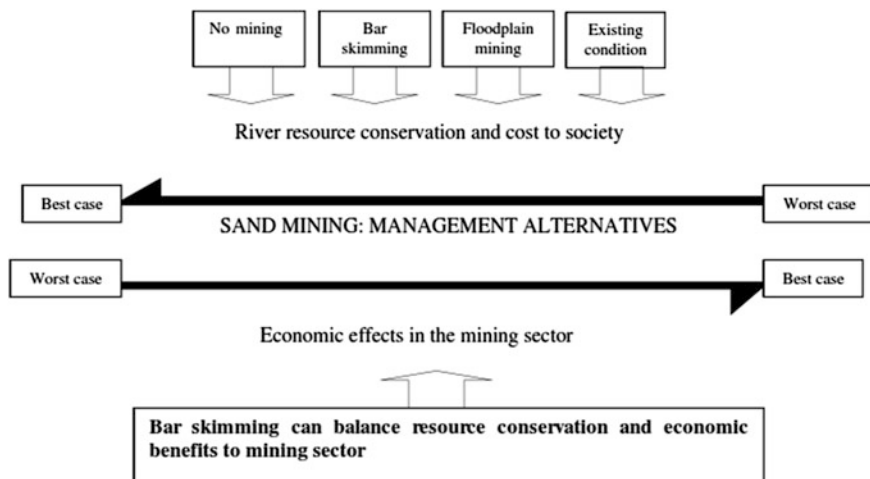 No mining
Bar
skimming
Floodplain
mining
Existing
condition
River resource conservation and cost to society
Best case
Worst case
SAND MINING: MANAGEMENT ALTERNATIVES
Worst case
Best case
Economic effects in the mining sector
Bar skimming can balance resource conservation and economic
benefits to mining sector